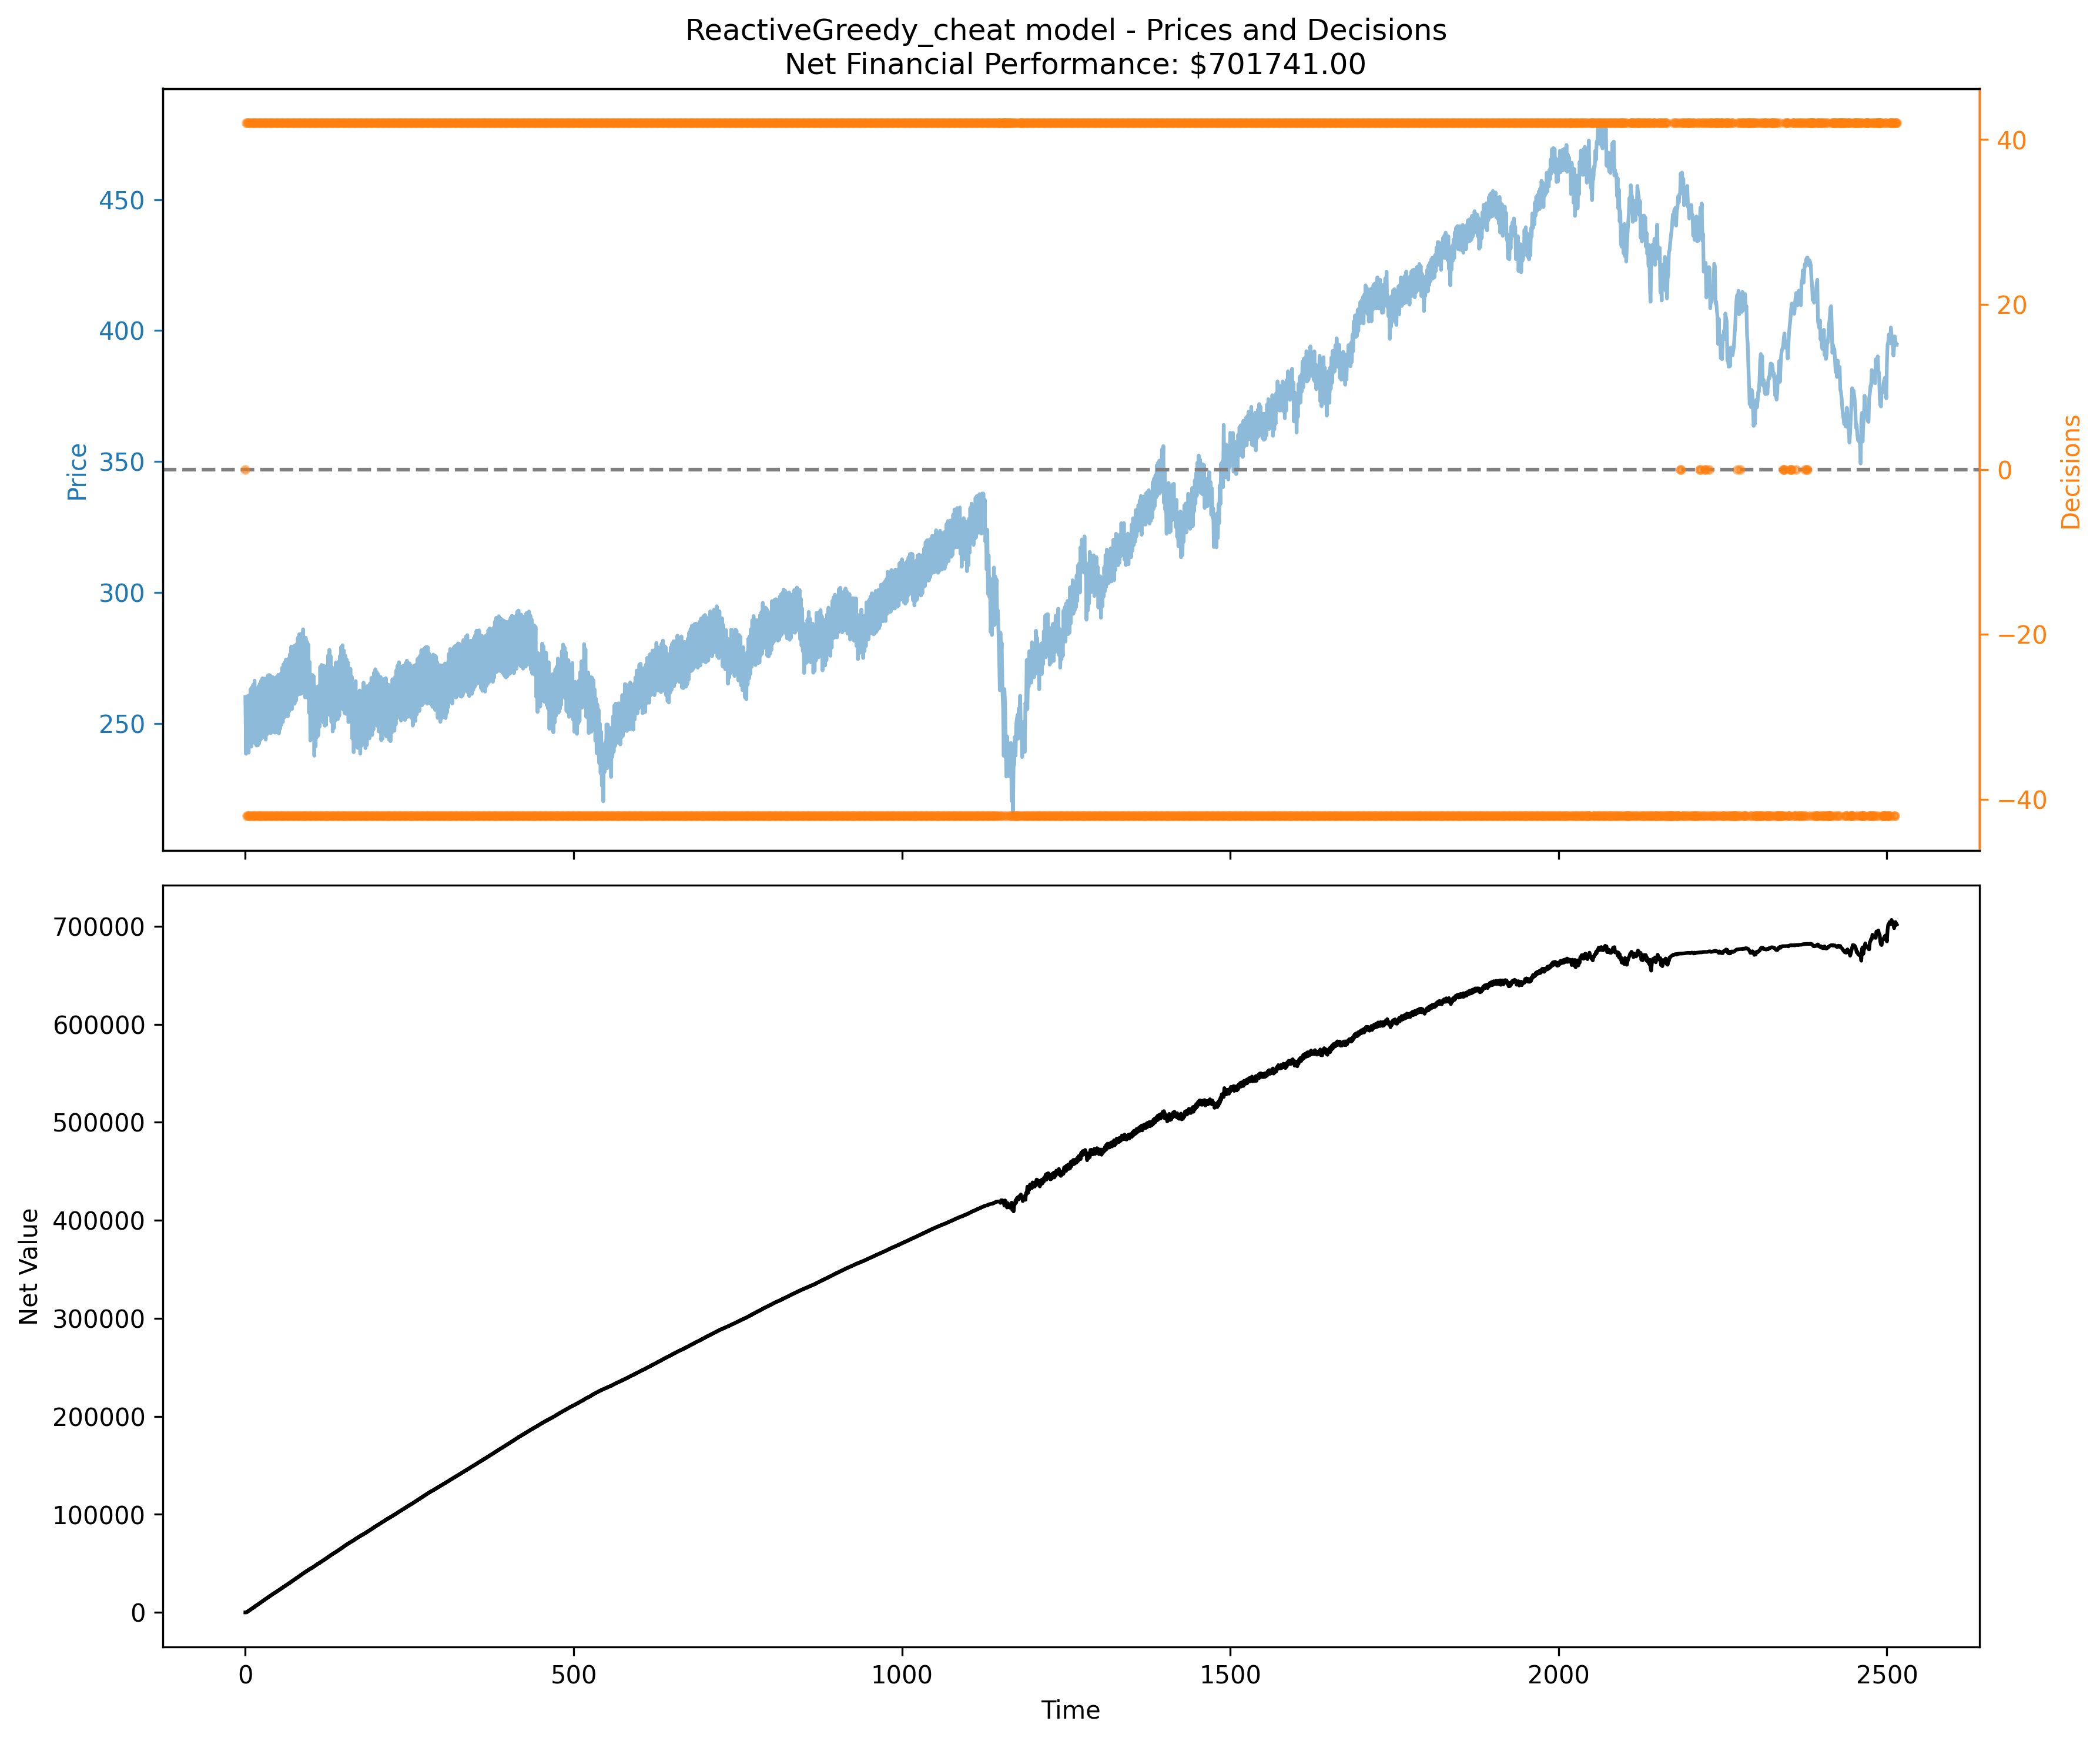 ReactiveGreedy_cheat model - Prices and Decisions
Net Financial Performance: $701741.00
450
400
350
300
250
Price
40
20
0
−20
−40
Decisions
700000
600000
500000
400000
300000
200000
100000
0
Net Value
0 500 1000 1500 2000 2500
Time